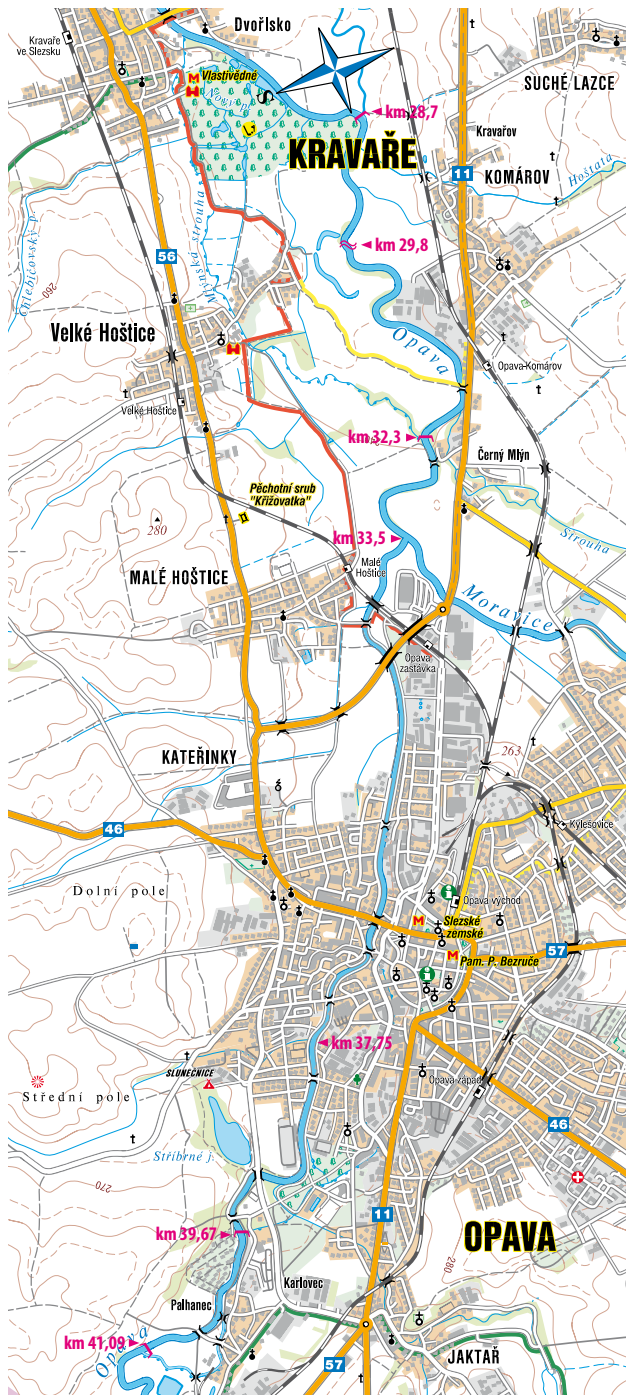 Dvořísko
Kravaře
ve Slezsku
Vlastivědné
SUCHÉ LAZCE
S
km 28,7
KRAVAŘE
Kravařov
11
KOMÁROV
Hoštata
km 29,8
56
260
Opava
Velké Hoštice
Opava-Komárov
Velké Hoštice
km 32,3
Černý Mlýn
Pěchotní srub
"Křižovatka"
280
km 33,5
Strouha
Malé
Hoštice
MALÉ HOŠTICE
Moravice
Opava
zastávka
KATEŘINKY
263
46
Kylešovice
Dolní pole
Opava východ
Slezské
zemské
57
Pam. P. Bezruče
km 37,75
SLUNEČNICE
Opava západ
Střední pole
46
Stříbrné j.
270
11
OPAVA
km 39,67
Karlovec
280
Palhanec
km 41,09
Opava
57
JAKTAŘ